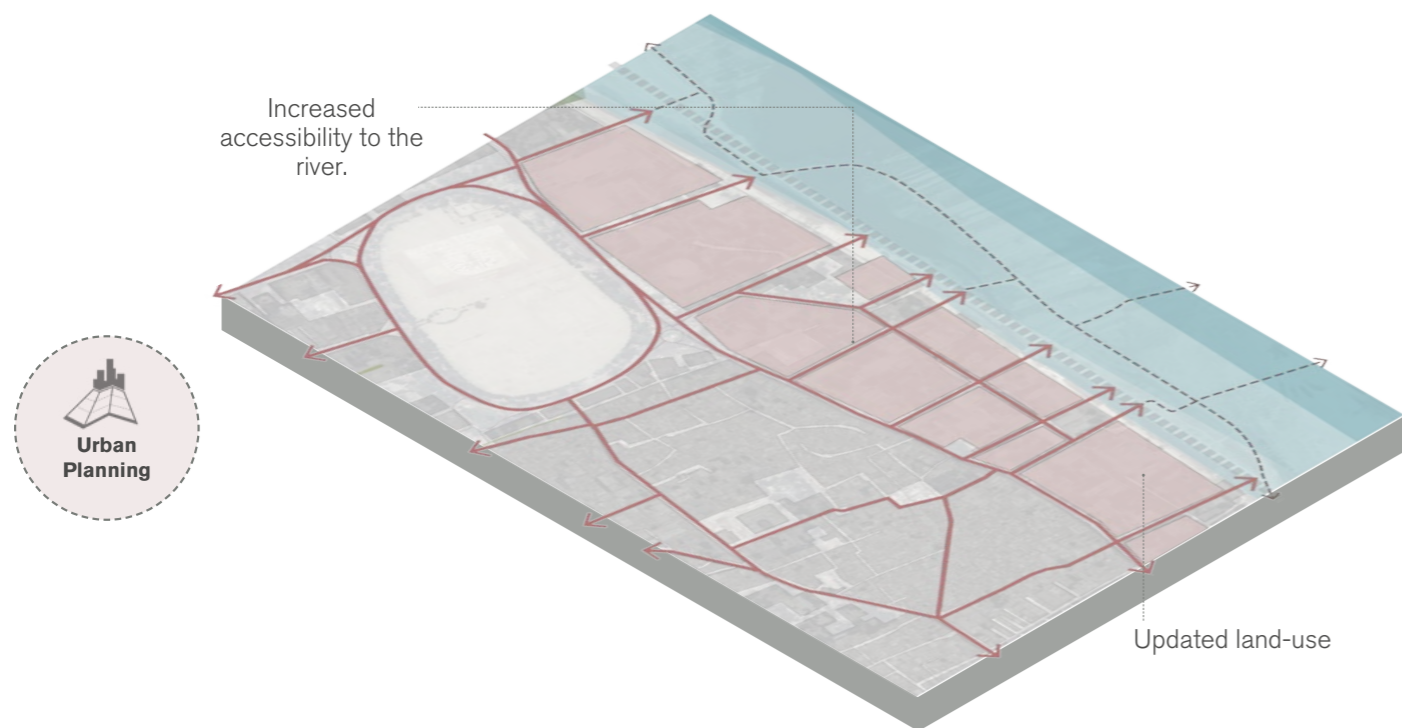 Increased
accessibility to the
river.
Urban
Planning
Updated land-use